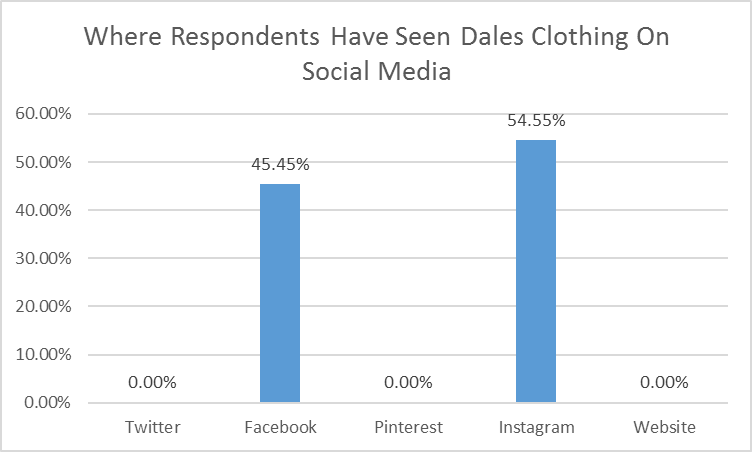 Where Respondents Have Seen Dales Clothing On
Social Media
60.00%
50.00%
40.00%
30.00%
20.00%
10.00%
0.00%
0.00%
45.45%
0.00%
54.55%
0.00%
Twitter
Facebook
Pinterest
Instagram
Website